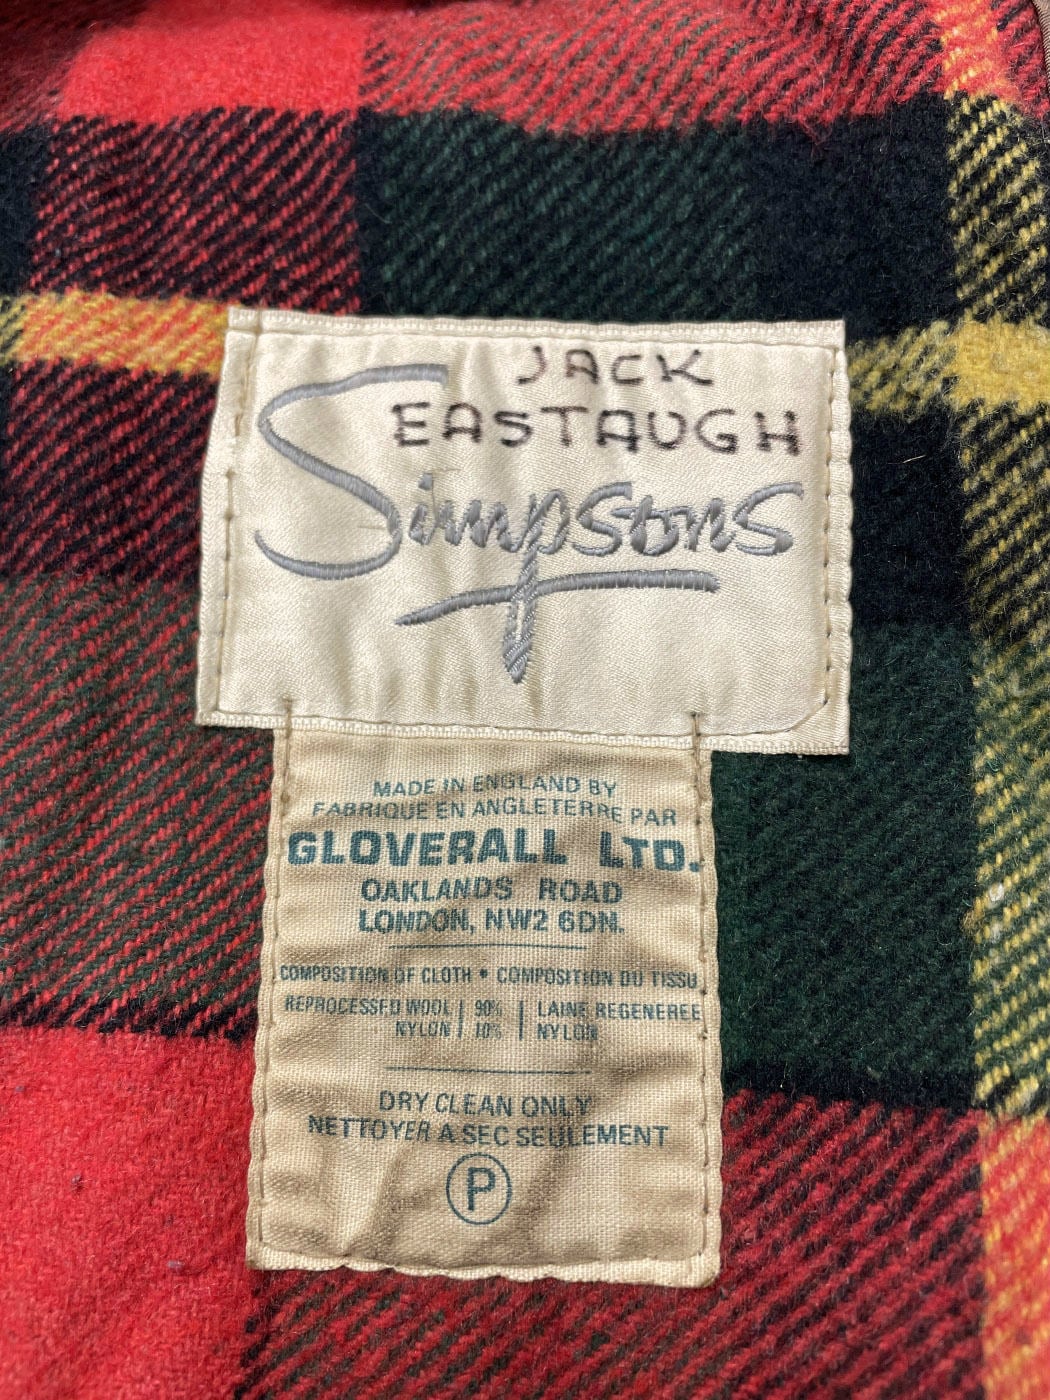 JACK
EASTAUGH
Simpsons
MADE IN ENGLAND BY
FABRIQUE EN ANGLETERRE PAR
GLOVERALL LTD.
OAKLANDS ROAD
LONDON, NW2 6DN.
COMPOSITION OF CLOTH • COMPOSITION DU TISSU
REPROCESSED WOOL | 90% | LAINE REGENEREE
NYLON | 10% | NYLON
DRY CLEAN ONLY
NETTOYER A SEC SEULEMENT
P